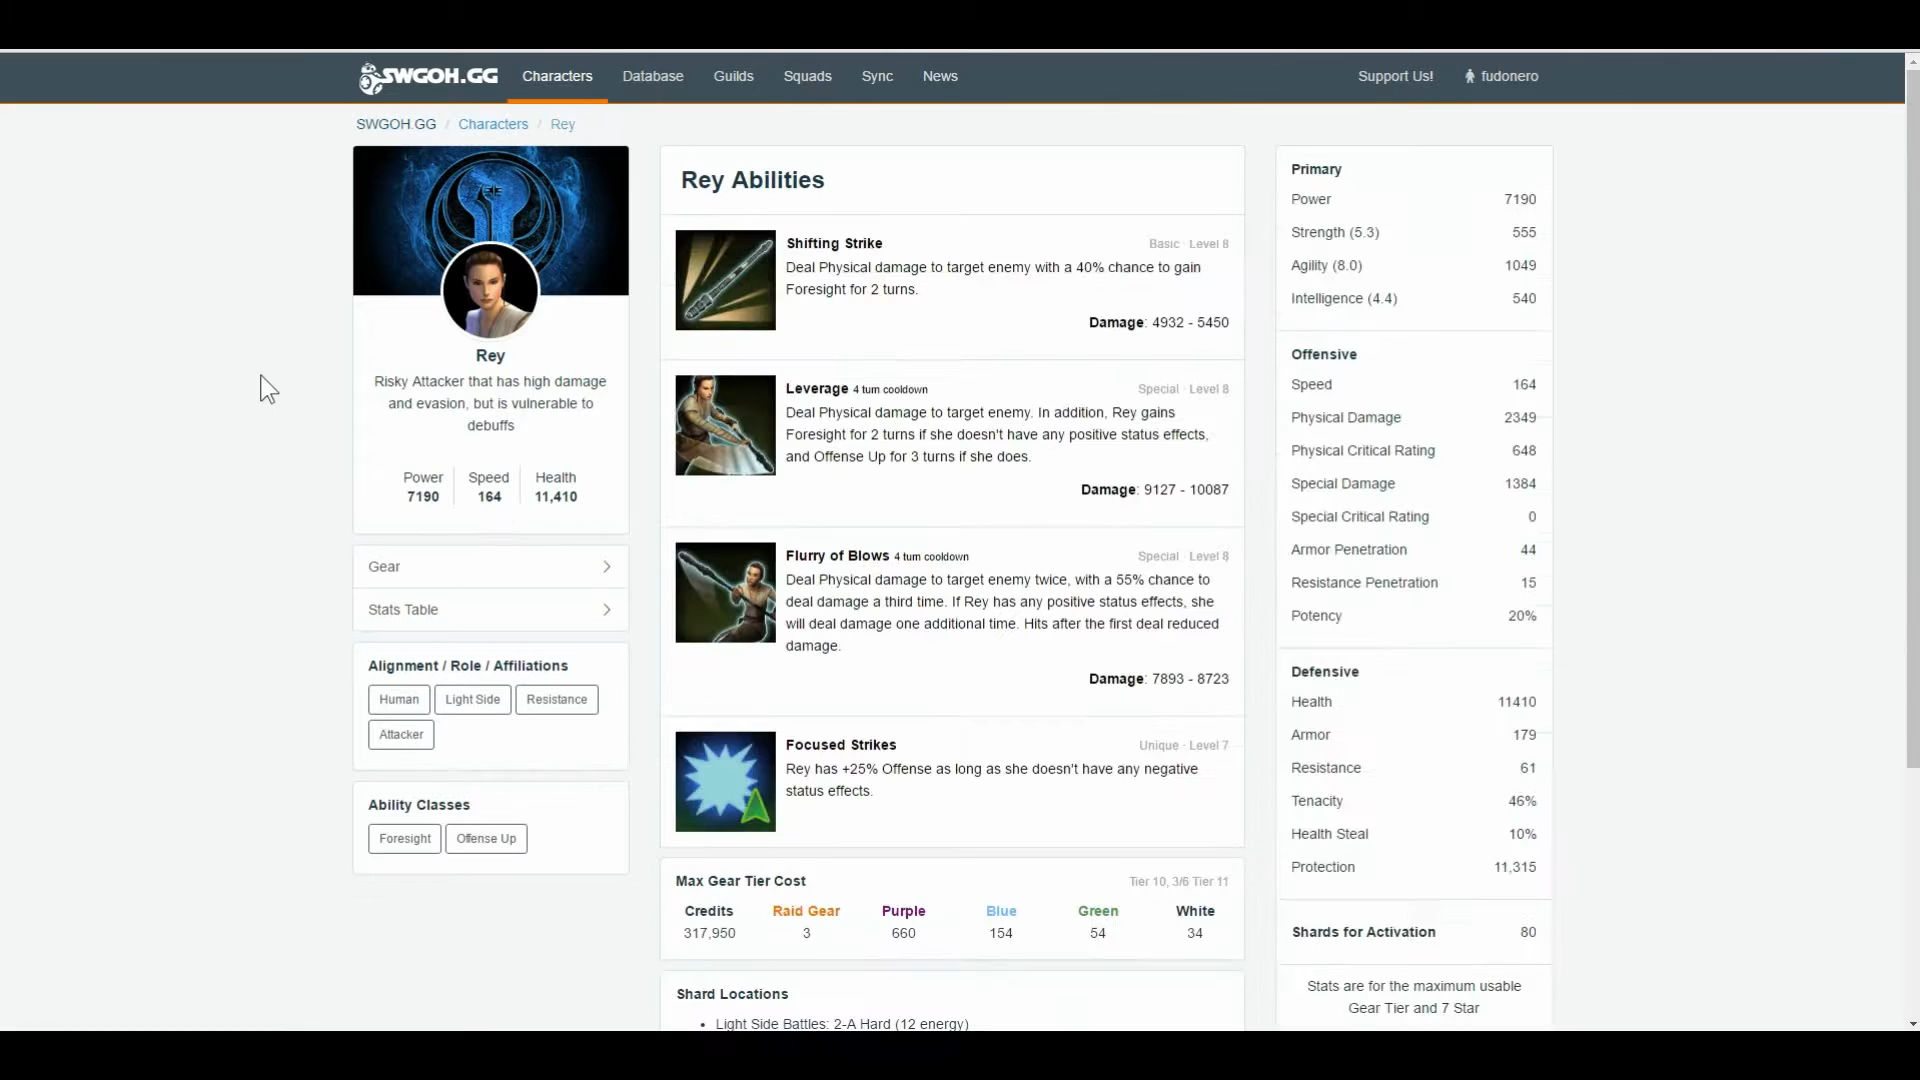 SWGOH.GG
Characters
Database
Guilds
Squads
Sync
News
Support Us!
fudonero
SWGOH.GG / Characters / Rey
Rey
Risky Attacker that has high damage
and evasion, but is vulnerable to
debuffs
Power Speed Health
7190 164 11,410
Gear
Stats Table
Alignment / Role / Affiliations
Human Light Side Resistance
Attacker
Ability Classes
Foresight Offense Up
Rey Abilities
Shifting Strike Basic · Level 8
Deal Physical damage to target enemy with a 40% chance to gain
Foresight for 2 turns.
Damage: 4932 - 5450
Leverage 4 turn cooldown Special · Level 8
Deal Physical damage to target enemy. In addition, Rey gains
Foresight for 2 turns if she doesn't have any positive status effects,
and Offense Up for 3 turns if she does.
Damage: 9127 - 10087
Flurry of Blows 4 turn cooldown Special · Level 8
Deal Physical damage to target enemy twice, with a 55% chance to
deal damage a third time. If Rey has any positive status effects, she
will deal damage one additional time. Hits after the first deal reduced
damage.
Damage: 7893 - 8723
Focused Strikes Unique · Level 7
Rey has +25% Offense as long as she doesn't have any negative
status effects.
Max Gear Tier Cost Tier 10, 3/6 Tier 11
Credits Raid Gear Purple Blue Green White
317,950 3 660 154 54 34
Shard Locations
• Light Side Battles: 2-A Hard (12 energy)
Primary
Power 7190
Strength (5.3) 555
Agility (8.0) 1049
Intelligence (4.4) 540
Offensive
Speed 164
Physical Damage 2349
Physical Critical Rating 648
Special Damage 1384
Special Critical Rating 0
Armor Penetration 44
Resistance Penetration 15
Potency 20%
Defensive
Health 11410
Armor 179
Resistance 61
Tenacity 46%
Health Steal 10%
Protection 11,315
Shards for Activation 80
Stats are for the maximum usable
Gear Tier and 7 Star